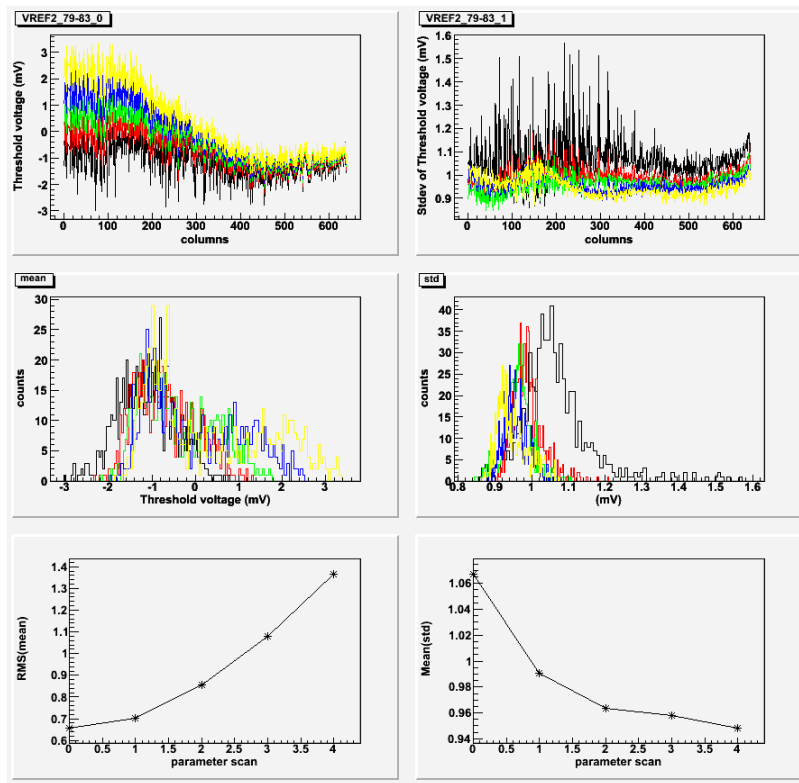 VREF2_79-83_0
Threshold voltage (mV)
3
2
1
0
-1
-2
-3
0 100 200 300 400 500 600
columns
VREF2_79-83_1
Stdev of Threshold voltage (mV)
1.6
1.5
1.4
1.3
1.2
1.1
1
0.9
0 100 200 300 400 500 600
columns
mean
counts
30
25
20
15
10
5
0
-3 -2 -1 0 1 2 3
Threshold voltage (mV)
std
counts
40
35
30
25
20
15
10
5
0
0.8 0.9 1 1.1 1.2 1.3 1.4 1.5 1.6
(mV)
RMS(mean)
1.4
1.3
1.2
1.1
1
0.9
0.8
0.7
0.6
0 0.5 1 1.5 2 2.5 3 3.5 4
parameter scan
Mean(std)
1.06
1.04
1.02
1
0.98
0.96
0.94
0 0.5 1 1.5 2 2.5 3 3.5 4
parameter scan